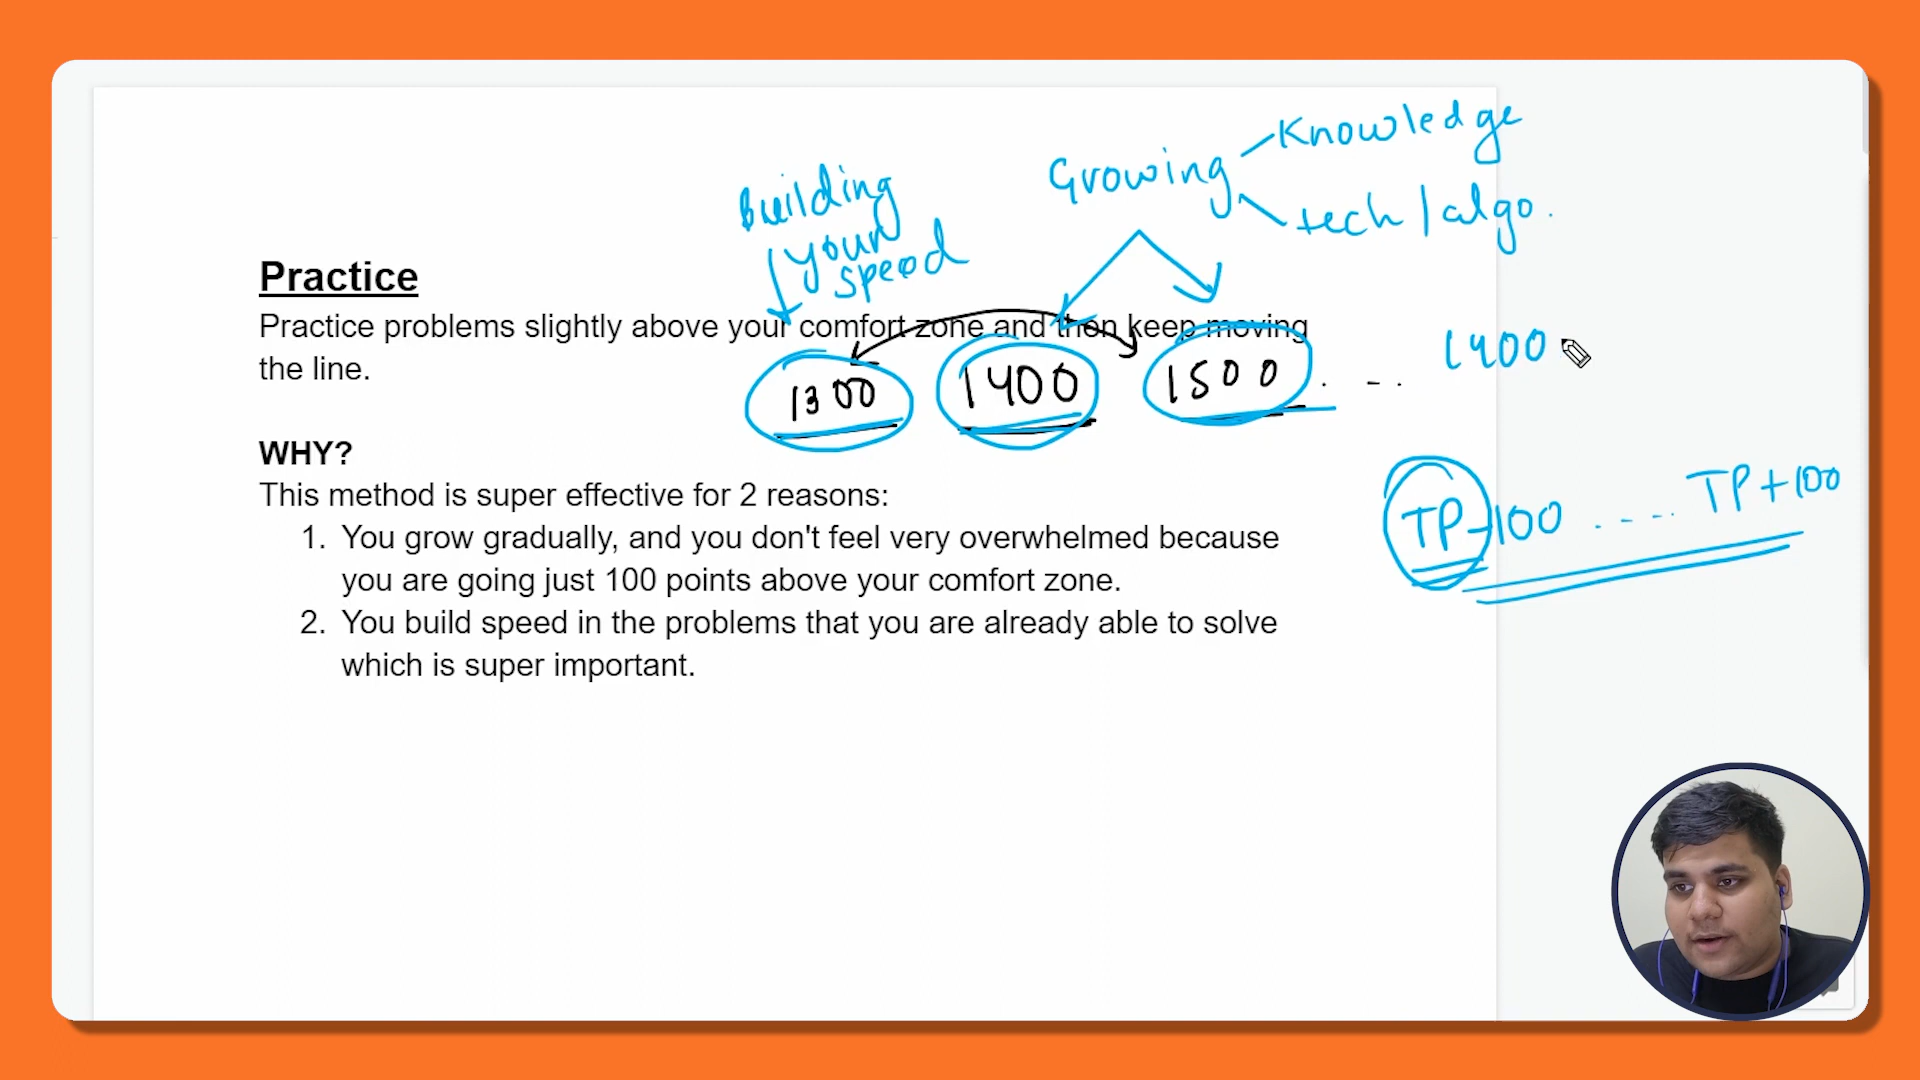 Knowledge
Growing
tech / algo.
Building
your
speed
Practice
Practice problems slightly above your comfort zone and then keep moving
the line.
1300 1400 1500 . - .. 1400
WHY?
This method is super effective for 2 reasons:
TP-100 ..... TP+100
1. You grow gradually, and you don't feel very overwhelmed because
you are going just 100 points above your comfort zone.
2. You build speed in the problems that you are already able to solve
which is super important.